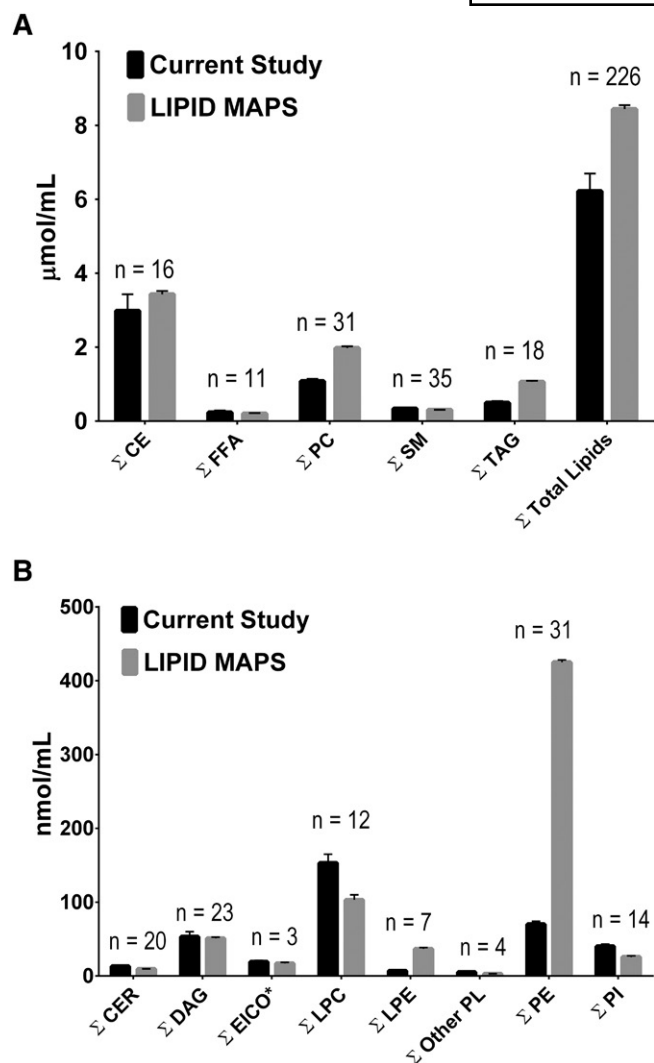 A
Current Study
LIPID MAPS
μmol/mL
10
8
6
4
2
0
n = 16
n = 11
n = 31
n = 35
n = 18
n = 226
Σ CE
Σ FFA
Σ PC
Σ SM
Σ TAG
Σ Total Lipids
B
Current Study
LIPID MAPS
nmol/mL
500
400
300
200
100
0
n = 20
n = 23
n = 3
n = 12
n = 7
n = 4
n = 31
n = 14
Σ CER
Σ DAG
Σ EICO*
Σ LPC
Σ LPE
Σ Other PL
Σ PE
Σ PI